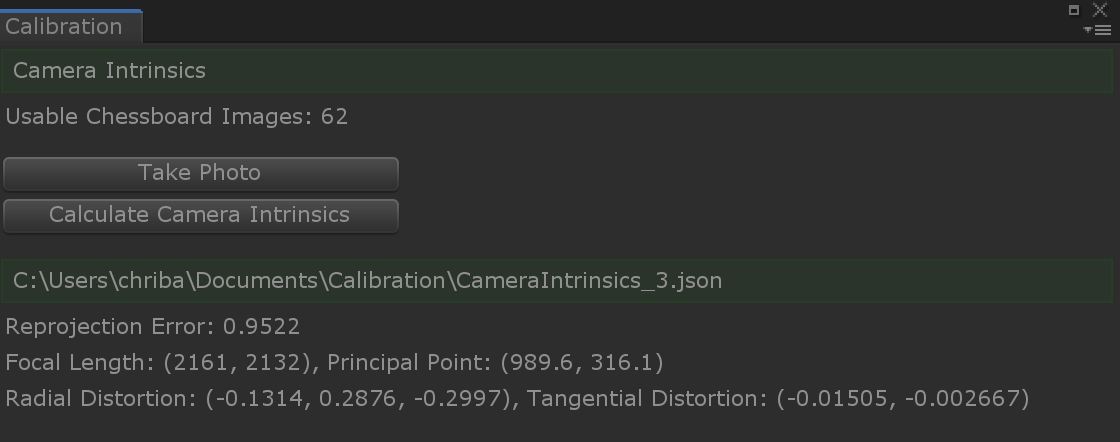 Calibration
Camera Intrinsics
Usable Chessboard Images: 62
Take Photo
Calculate Camera Intrinsics
C:\Users\chriba\Documents\Calibration\CameraIntrinsics_3.json
Reprojection Error: 0.9522
Focal Length: (2161, 2132), Principal Point: (989.6, 316.1)
Radial Distortion: (-0.1314, 0.2876, -0.2997), Tangential Distortion: (-0.01505, -0.002667)